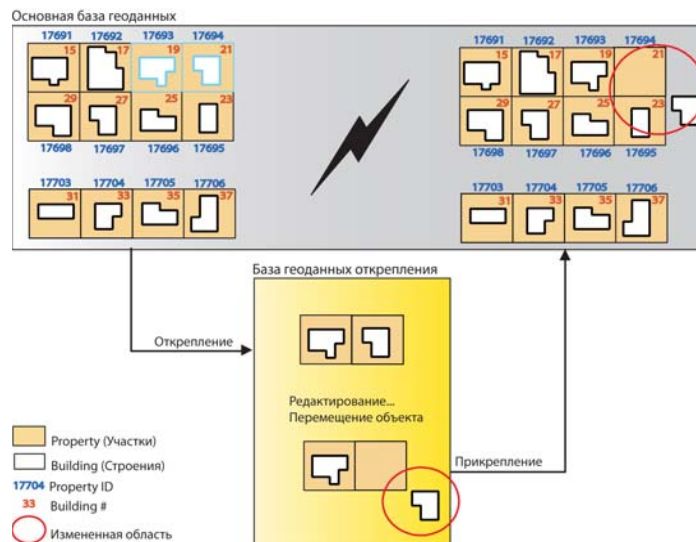 Основная база геоданных
17691 17692 17693 17694
15 17 19 21
29 27 25 23
17698 17697 17696 17695
17703 17704 17705 17706
31 33 35 37
17691 17692 17693 17694
15 17 19 21
29 27 25 23
17698 17697 17696 17695
17703 17704 17705 17706
31 33 35 37
База геоданных открепления
Открепление
Редактирование...
Перемещение объекта
Прикрепление
Property (Участки)
Building (Строения)
17704 Property ID
33 Building #
Измененная область